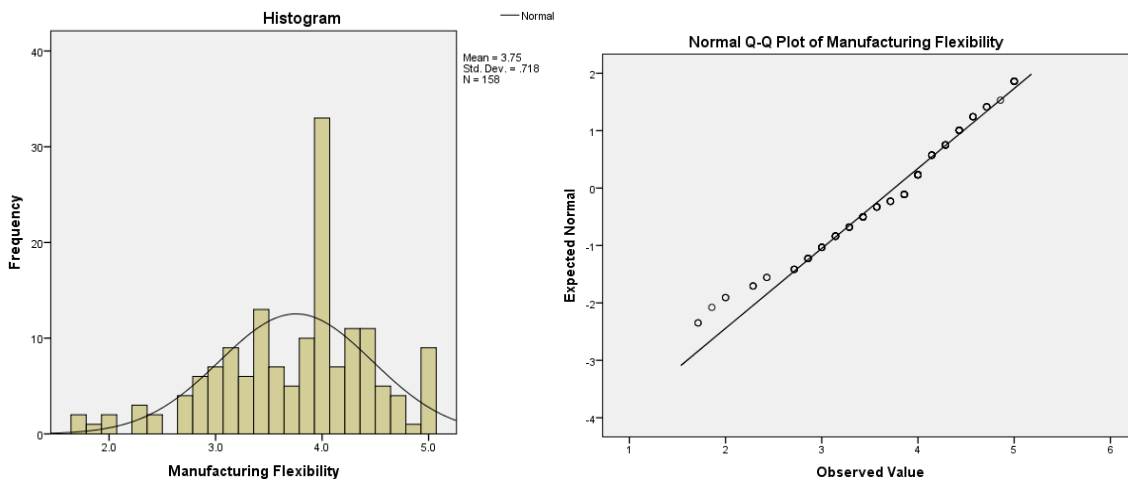 Histogram
Normal
Mean = 3.75
Std. Dev. = .718
N = 158
40
30
20
10
0
Frequency
2.0 3.0 4.0 5.0
Manufacturing Flexibility
Normal Q-Q Plot of Manufacturing Flexibility
2
1
0
-1
-2
-3
-4
Expected Normal
1 2 3 4 5 6
Observed Value